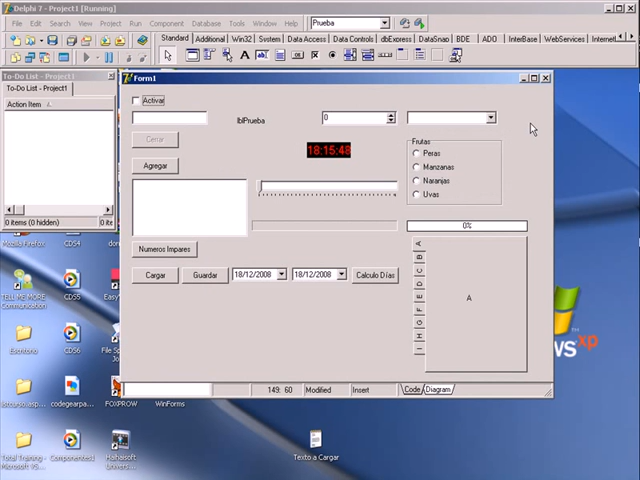 Delphi 7 - Project1 [Running]
File Edit Search View Project Run Component Database Tools Window Help
Prueba
Standard Additional Win32 System Data Access Data Controls dbExpress DataSnap BDE ADO InterBase WebServices
To-Do List - Project1
To-Do List - Project1
Action Item
0 items (0 hidden)
Form1
Activar
lblPrueba
0
Cerrar
18:15:48
Agregar
Frutas
Peras
Manzanas
Naranjas
Uvas
0%
Numeros Impares
Cargar
Guardar
18/12/2008
18/12/2008
Calculo Días
A
B
C
D
E
F
G
H
I
A
149: 60
Modified
Insert
Code
Diagram
Mozilla Firefox
CDS4
TELL ME MORE
Communication
CDS5
Escritorio
CDS6
File
codegearpa...
FOXPROW
WinForms
Total Training -
Microsoft VS...
Componentes1
Haihaisoft
Univers...
Texto a Cargar
xp